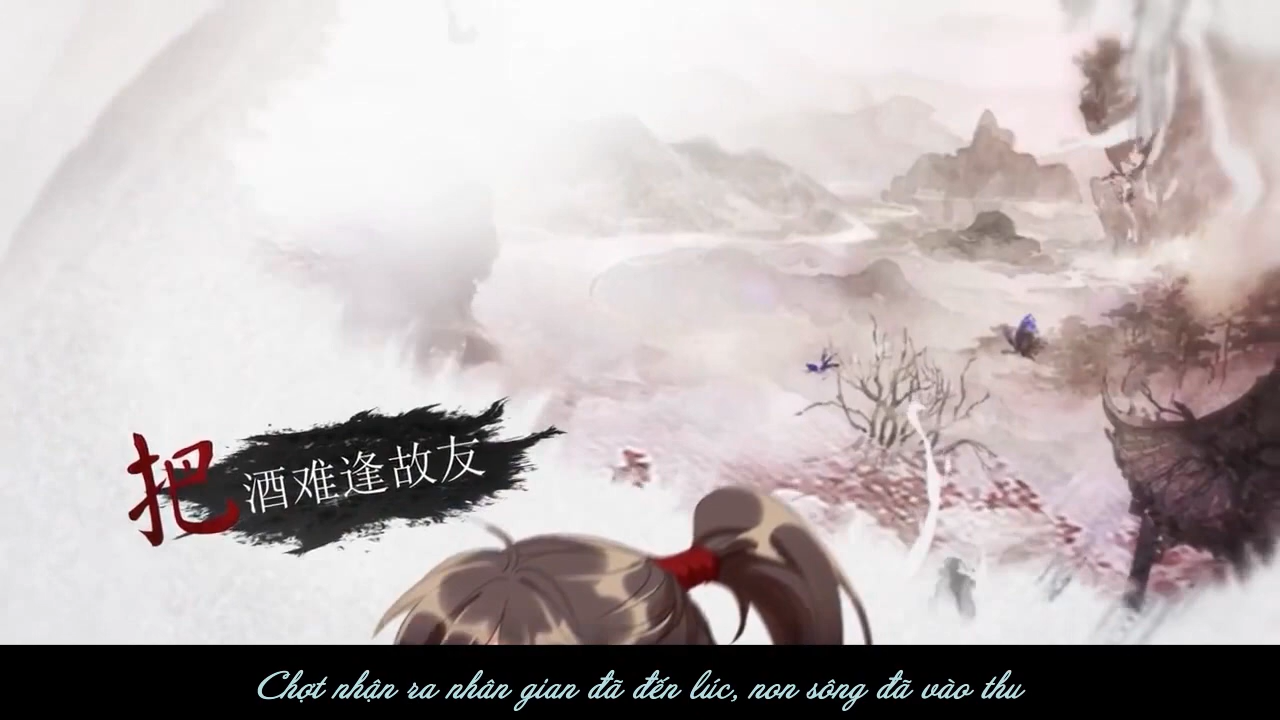 把酒难逢故友
Chợt nhận ra nhân gian đã đến lúc, non sông đã vào thu